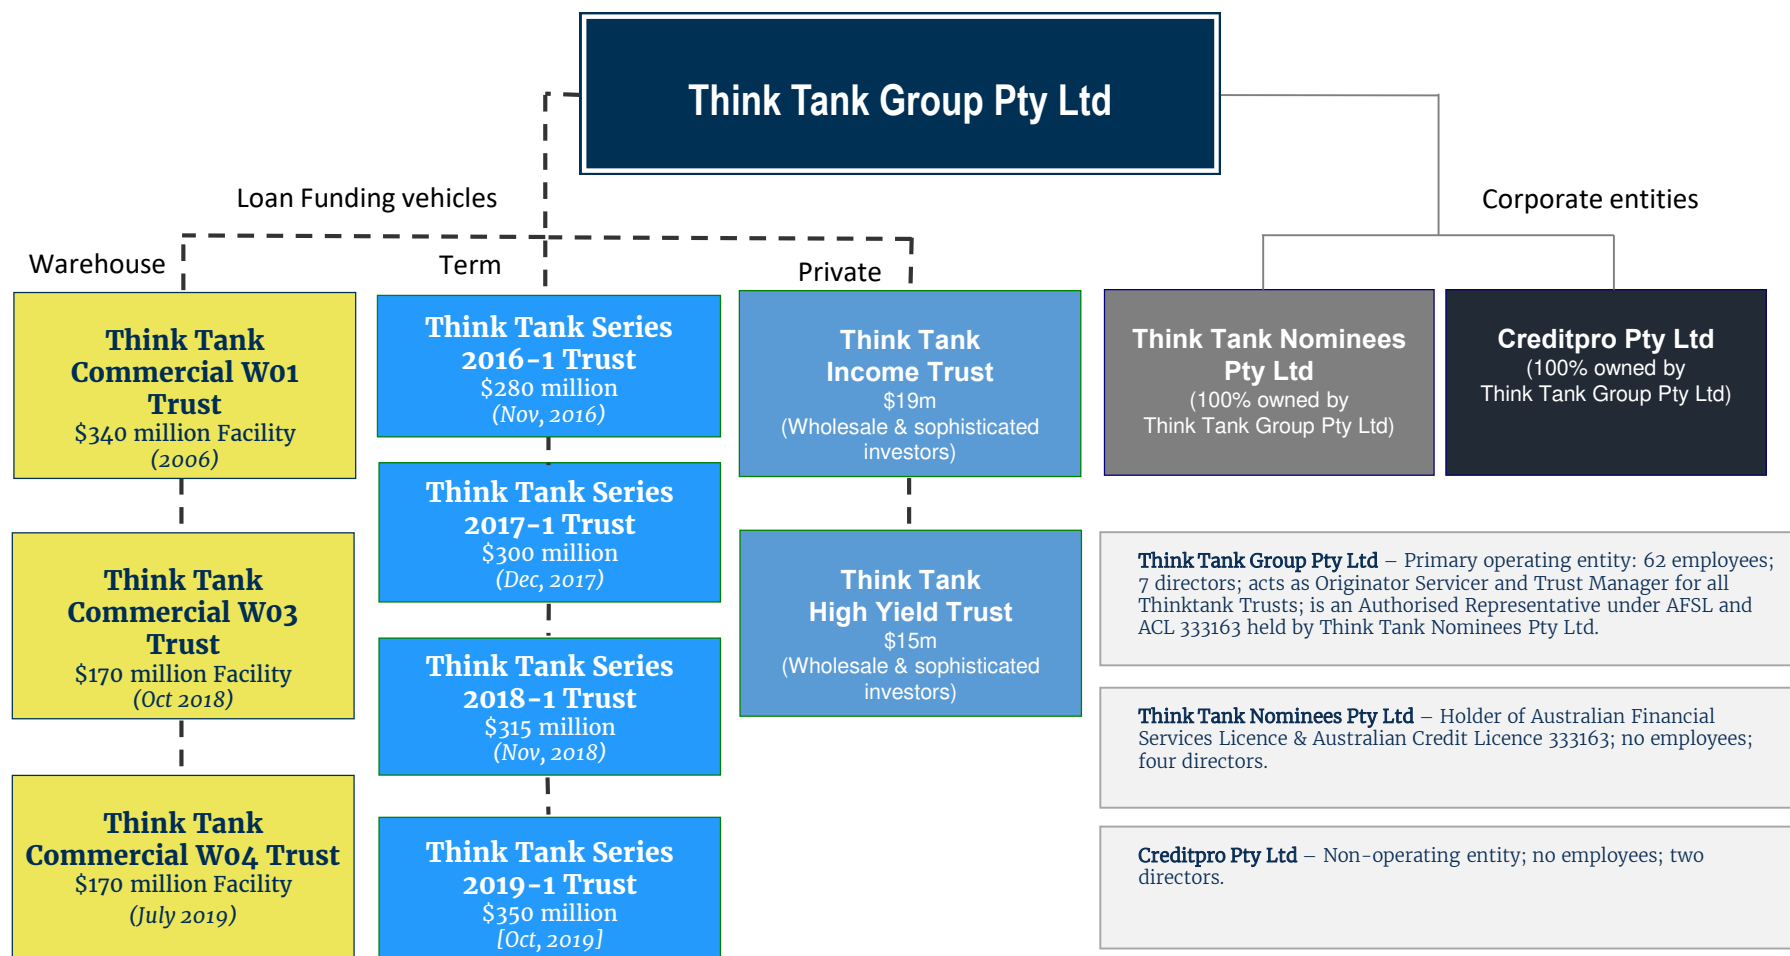 Think Tank Group Pty Ltd
Loan Funding vehicles
Corporate entities
Warehouse
Term
Private
Think Tank
Commercial W01
Trust
$340 million Facility
(2006)
Think Tank
Commercial W03
Trust
$170 million Facility
(Oct 2018)
Think Tank
Commercial W04 Trust
$170 million Facility
(July 2019)
Think Tank Series
2016-1 Trust
$280 million
(Nov, 2016)
Think Tank Series
2017-1 Trust
$300 million
(Dec, 2017)
Think Tank Series
2018-1 Trust
$315 million
(Nov, 2018)
Think Tank Series
2019-1 Trust
$350 million
[Oct, 2019]
Think Tank
Income Trust
$19m
(Wholesale & sophisticated
investors)
Think Tank
High Yield Trust
$15m
(Wholesale & sophisticated
investors)
Think Tank Nominees
Pty Ltd
(100% owned by
Think Tank Group Pty Ltd)
Creditpro Pty Ltd
(100% owned by
Think Tank Group Pty Ltd)
Think Tank Group Pty Ltd – Primary operating entity: 62 employees;
7 directors; acts as Originator Servicer and Trust Manager for all
Thinktank Trusts; is an Authorised Representative under AFSL and
ACL 333163 held by Think Tank Nominees Pty Ltd.
Think Tank Nominees Pty Ltd – Holder of Australian Financial
Services Licence & Australian Credit Licence 333163; no employees;
four directors.
Creditpro Pty Ltd – Non-operating entity; no employees; two
directors.